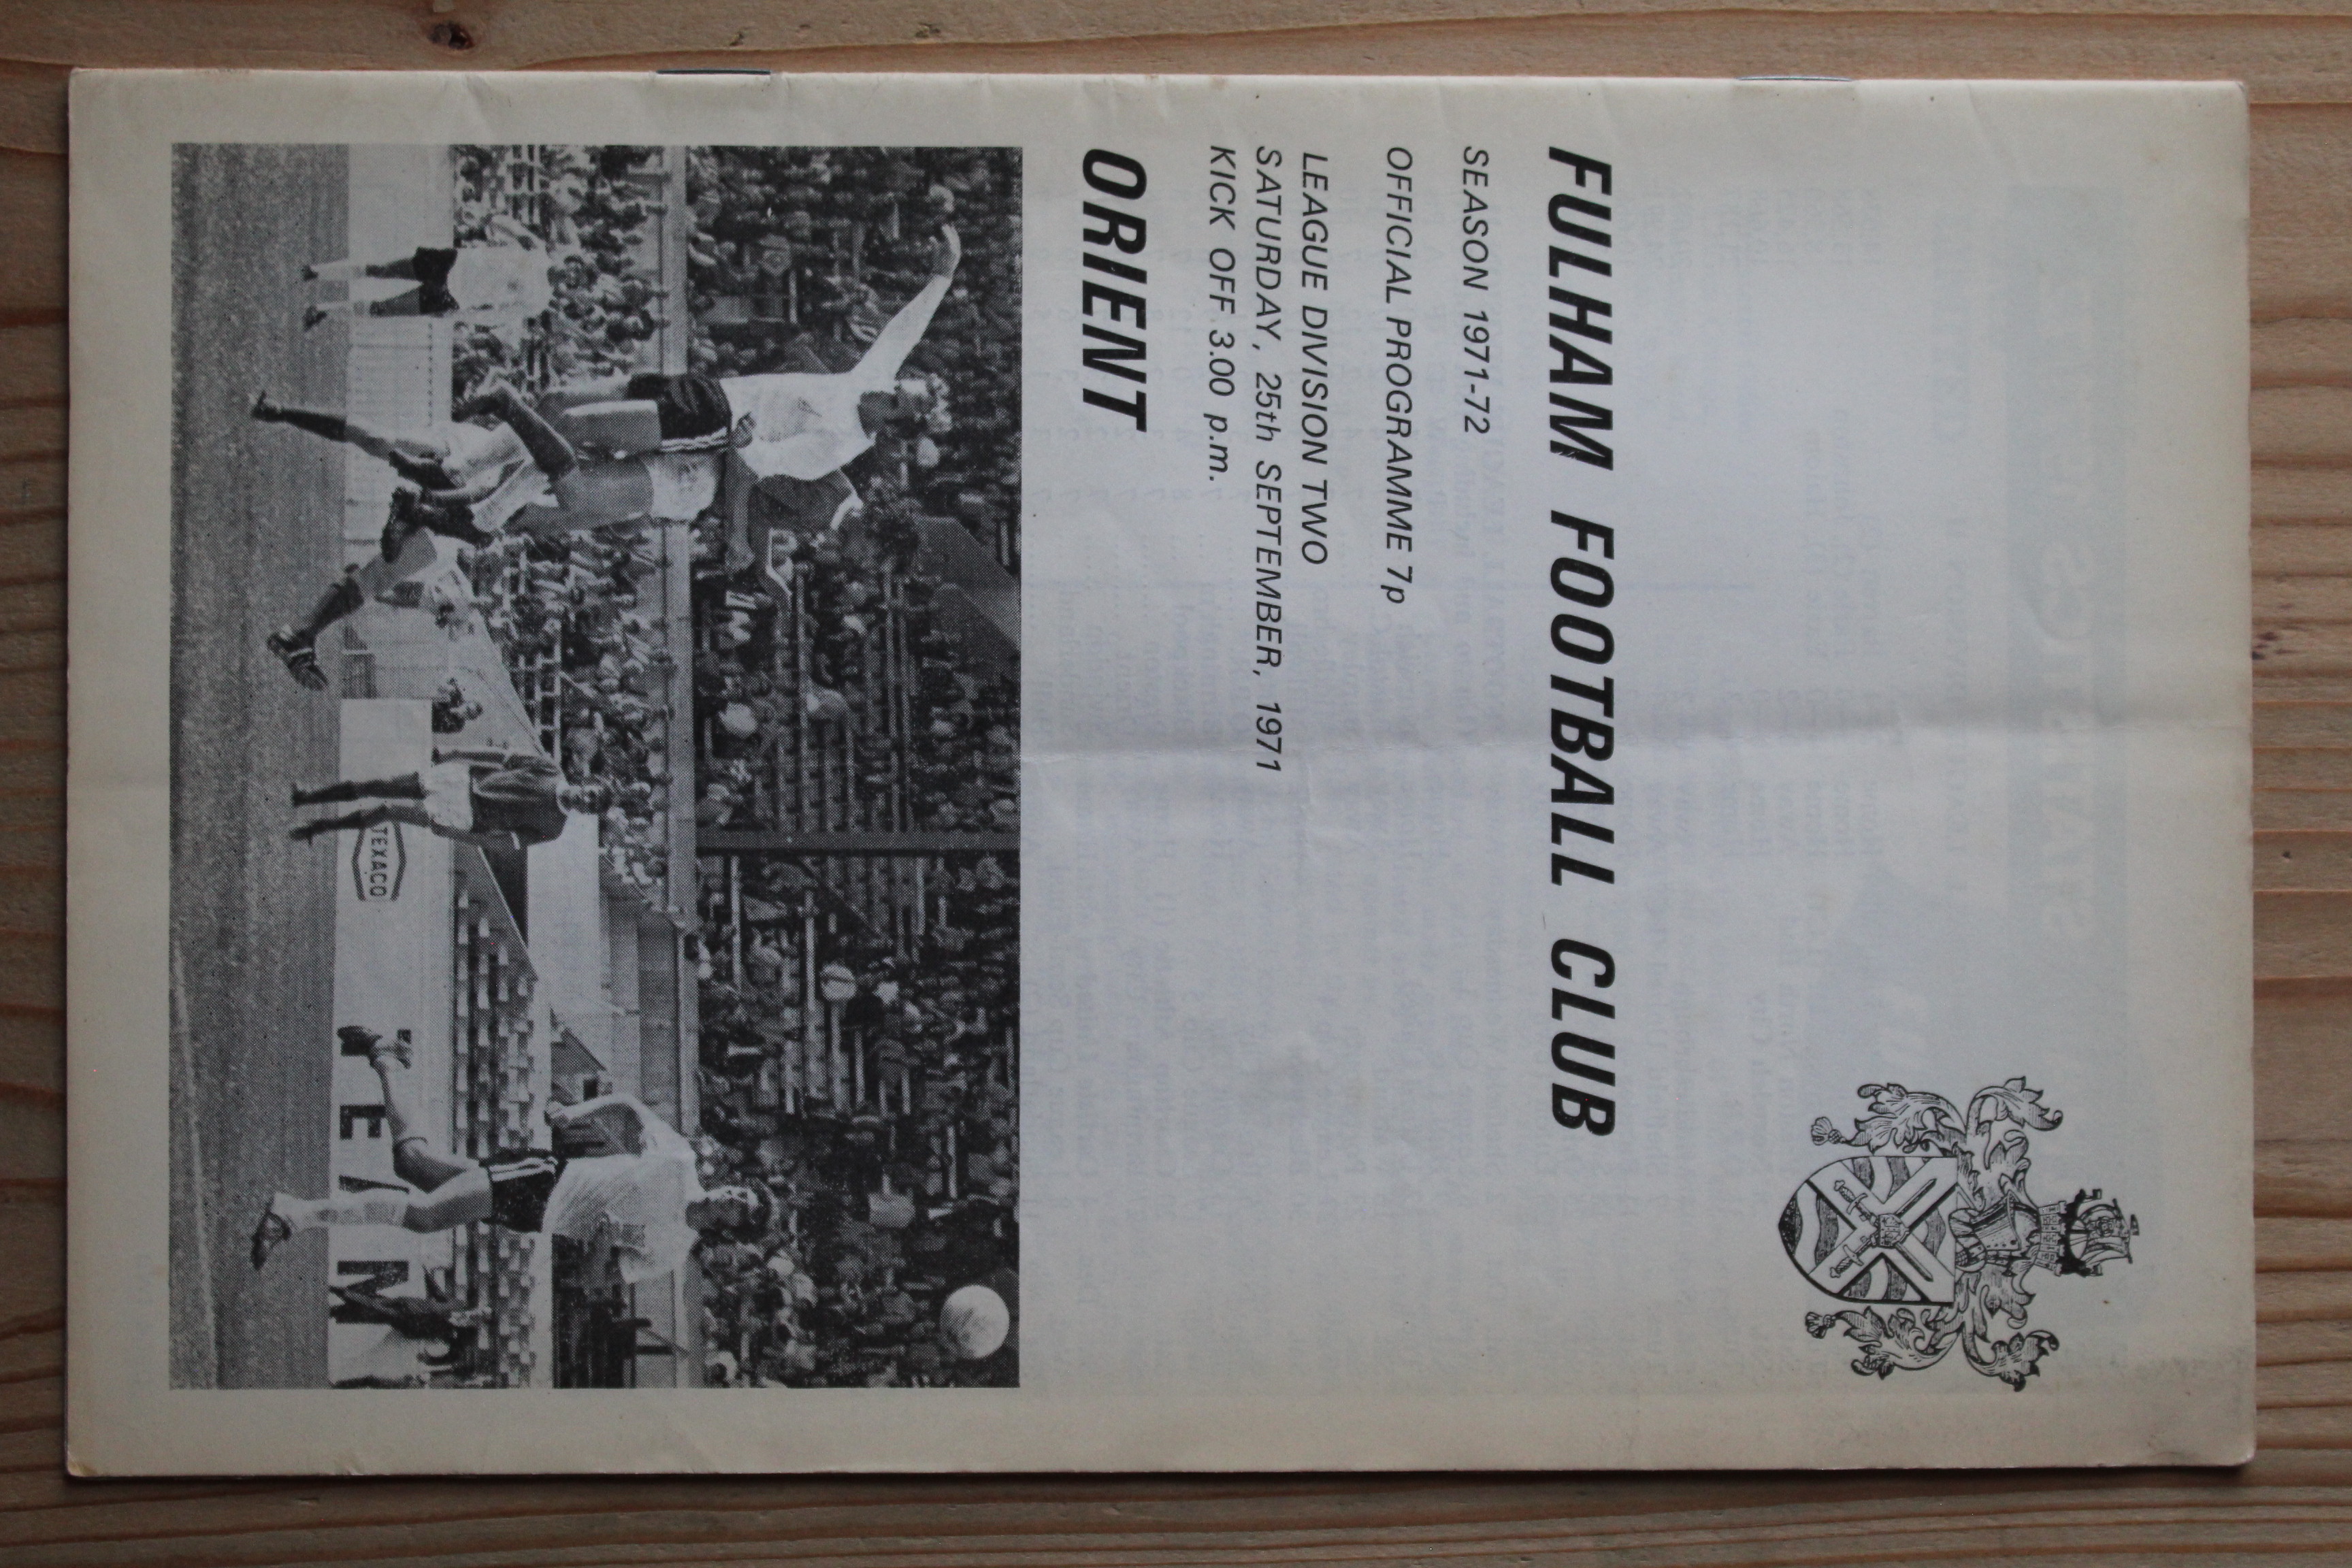 FULHAM FOOTBALL CLUB
SEASON 1971-72
OFFICIAL PROGRAMME 7p
LEAGUE DIVISION TWO
SATURDAY, 25th SEPTEMBER, 1971
KICK OFF 3.00 p.m.
ORIENT
TEXACO